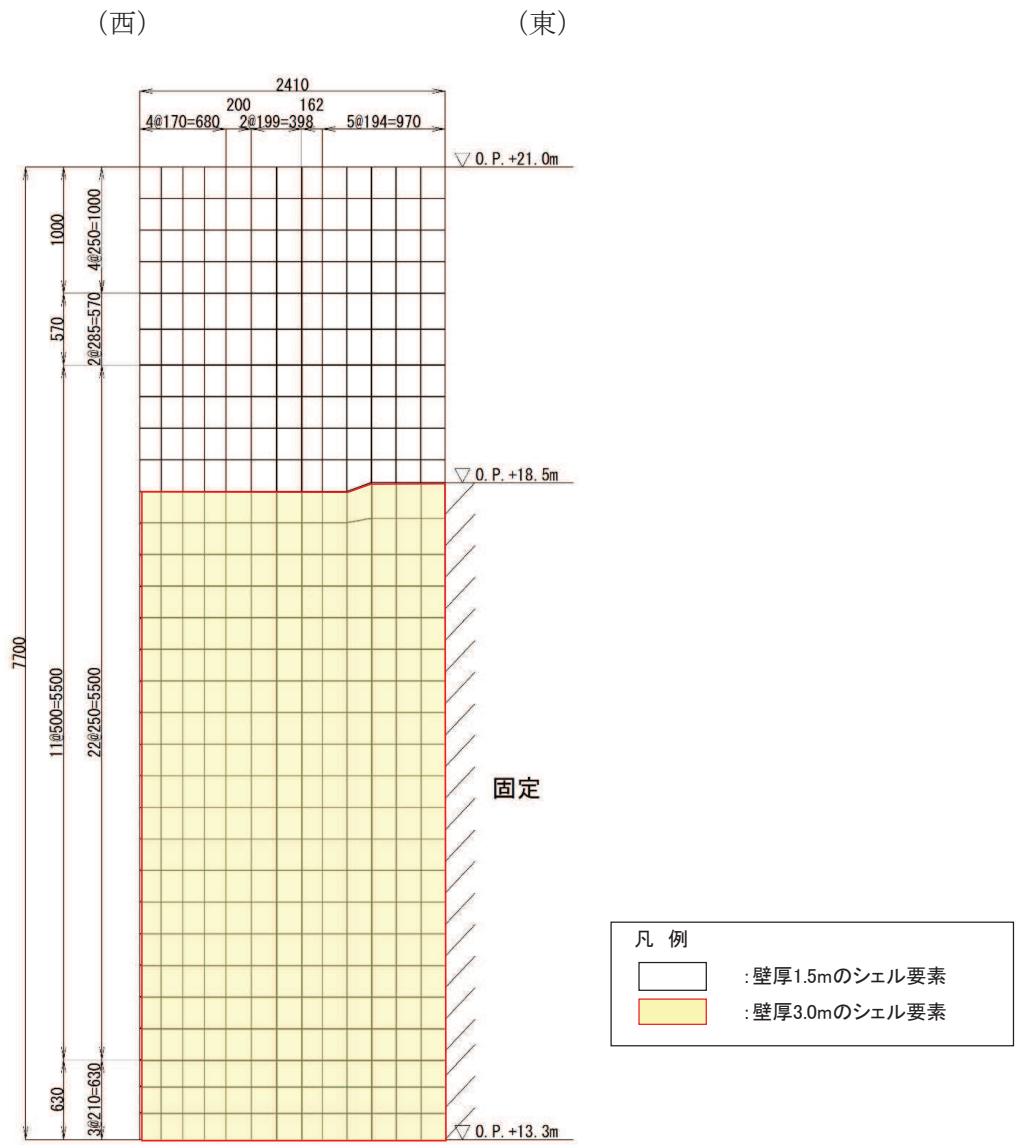 （西）
（東）
2410
200
162
4@170=680
2@199=398
5@194=970
▽ O.P.+21.0m
1000
4@250=1000
570
2@285=570
▽ O.P.+18.5m
7700
11@500=5500
22@250=5500
固定
凡 例
:壁厚1.5mのシェル要素
:壁厚3.0mのシェル要素
630
3@210=630
▽ O.P.+13.3m